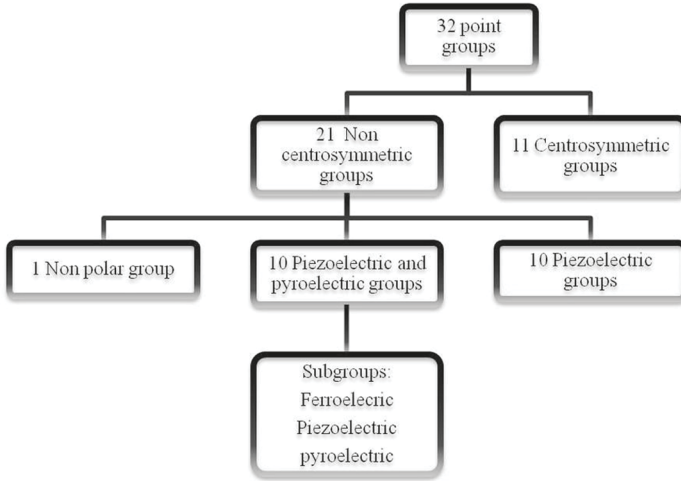 32 point
groups
21 Non
centrosymmetric
groups
11 Centrosymmetric
groups
1 Non polar group
10 Piezoelectric and
pyroelectric groups
10 Piezoelectric
groups
Subgroups:
Ferroelecric
Piezoelectric
pyroelectric